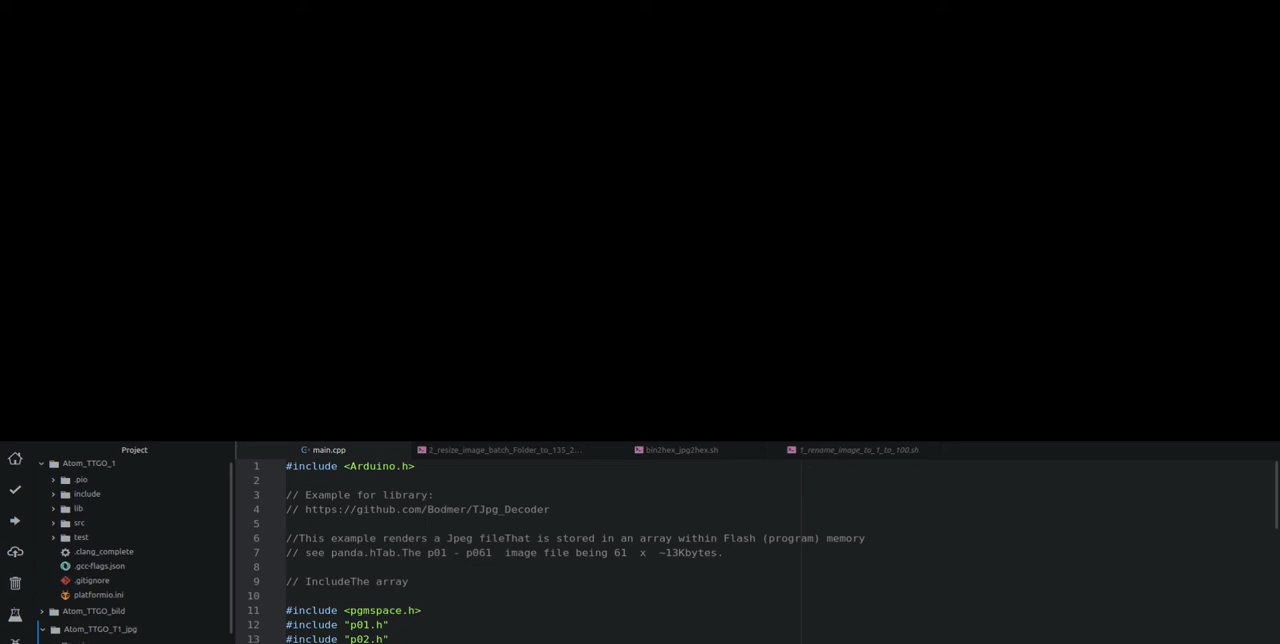 Project
main.cpp
2_resize_image_batch_Folder_to_135_2...
bin2hex_jpg2hex.sh
1_rename_image_to_1_to_100.sh
Atom_TTGO_1
.pio
include
lib
src
test
.clang_complete
.gcc-flags.json
.gitignore
platformio.ini
Atom_TTGO_bild
Atom_TTGO_T1_jpg
1 #include <Arduino.h>
2
3 // Example for library:
4 // https://github.com/Bodmer/TJpg_Decoder
5
6 //This example renders a Jpeg fileThat is stored in an array within Flash (program) memory
7 // see panda.hTab.The p01 - p061  image file being 61  x  ~13Kbytes.
8
9 // IncludeThe array
10
11 #include <pgmspace.h>
12 #include "p01.h"
13 #include "p02.h"